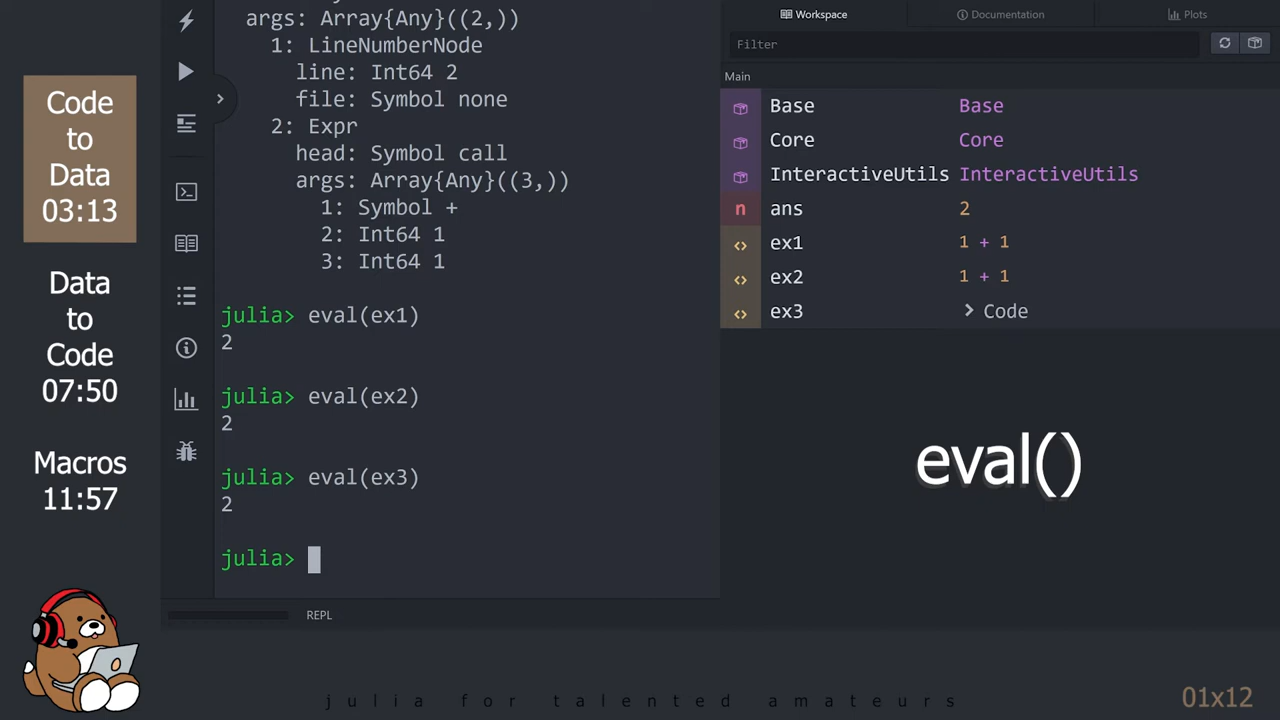 Code
to
Data
03:13
Data
to
Code
07:50
Macros
11:57
args: Array{Any}((2,))
1: LineNumberNode
line: Int64 2
file: Symbol none
2: Expr
head: Symbol call
args: Array{Any}((3,))
1: Symbol +
2: Int64 1
3: Int64 1
julia> eval(ex1)
2
julia> eval(ex2)
2
julia> eval(ex3)
2
julia>
REPL
Workspace Documentation Plots
Filter
Main
Base Base
Core Core
InteractiveUtils InteractiveUtils
n ans 2
ex1 1 + 1
ex2 1 + 1
ex3 > Code
eval()
julia for talented amateurs
01x12